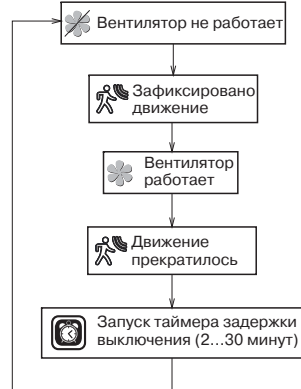 Вентилятор не работает
Зафиксировано
движение
Вентилятор
работает
Движение
прекратилось
Запуск таймера задержки
выключения (2...30 минут)